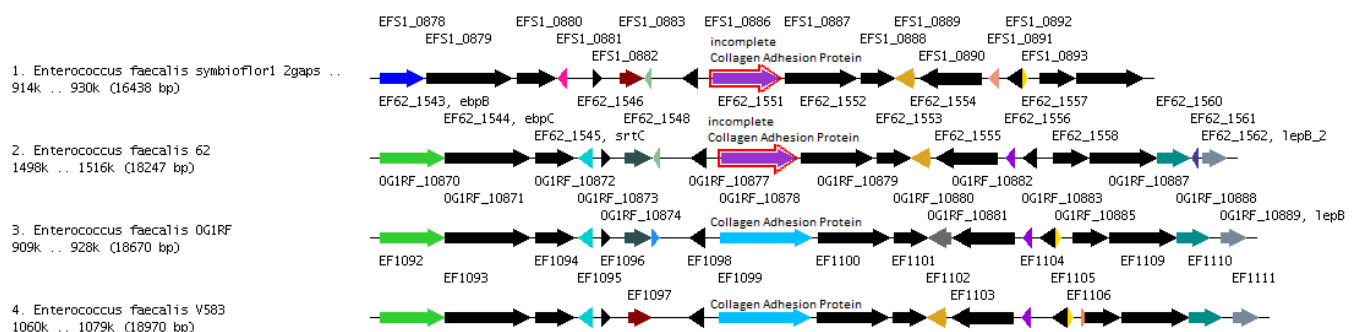 EFS1_0878 EFS1_0880 EFS1_0883 EFS1_0886 EFS1_0887 EFS1_0889 EFS1_0892
EFS1_0879 EFS1_0881 EFS1_0888 EFS1_0891
incomplete
EFS1_0882 EFS1_0890 EFS1_0893
Collagen Adhesion Protein
1. Enterococcus faecalis symbioflor1 2gaps ..
914k .. 930k (16438 bp)
EF62_1543, ebpB EF62_1546 EF62_1551 EF62_1552 EF62_1554 EF62_1557 EF62_1560
EF62_1544, ebpC EF62_1548 EF62_1553 EF62_1556 EF62_1561
incomplete
EF62_1545, srtC EF62_1555 EF62_1558 EF62_1562, lepB_2
Collagen Adhesion Protein
2. Enterococcus faecalis 62
1498k .. 1516k (18247 bp)
OG1RF_10870 OG1RF_10872 OG1RF_10877 OG1RF_10879 OG1RF_10882 OG1RF_10887
OG1RF_10871 OG1RF_10873 OG1RF_10878 OG1RF_10880 OG1RF_10883 OG1RF_10888
OG1RF_10874 Collagen Adhesion Protein OG1RF_10881 OG1RF_10885 OG1RF_10889, lepB
3. Enterococcus faecalis OG1RF
909k .. 928k (18670 bp)
EF1092 EF1094 EF1096 EF1098 EF1100 EF1101 EF1104 EF1109 EF1110
EF1093 EF1095 EF1099 EF1102 EF1105 EF1111
EF1097 Collagen Adhesion Protein EF1103 EF1106
4. Enterococcus faecalis V583
1060k .. 1079k (18970 bp)